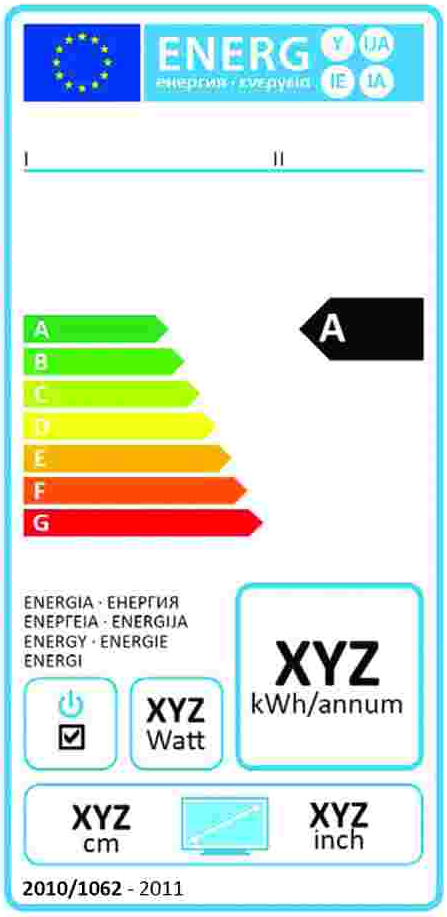 ENERG Y IJA
енергия · ενεργεια IE IA
I II
A A
B
C
D
E
F
G
ENERGIA · ЕНЕРГИЯ
ΕΝΕΡΓΕΙΑ · ENERGIJA
ENERGY · ENERGIE
ENERGI
XYZ
kWh/annum
XYZ
Watt
XYZ
cm
XYZ
inch
2010/1062 - 2011